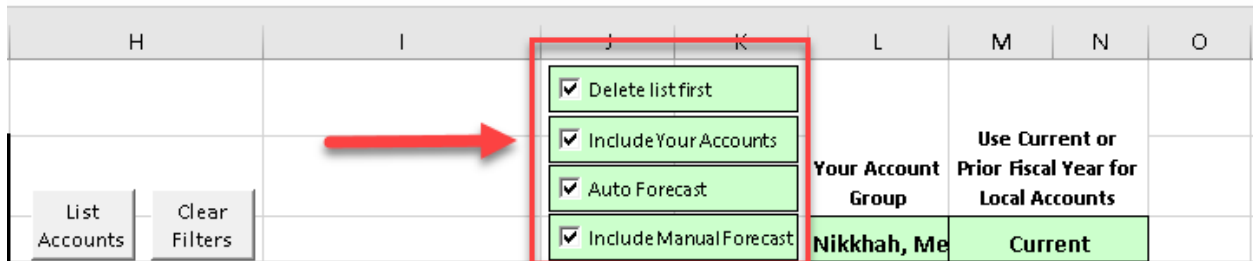 H I J K L M N O
Delete list first
Include Your Accounts
Auto Forecast
Include Manual Forecast
List
Accounts
Clear
Filters
Your Account
Group
Nikkhah, Me
Use Current or
Prior Fiscal Year for
Local Accounts
Current